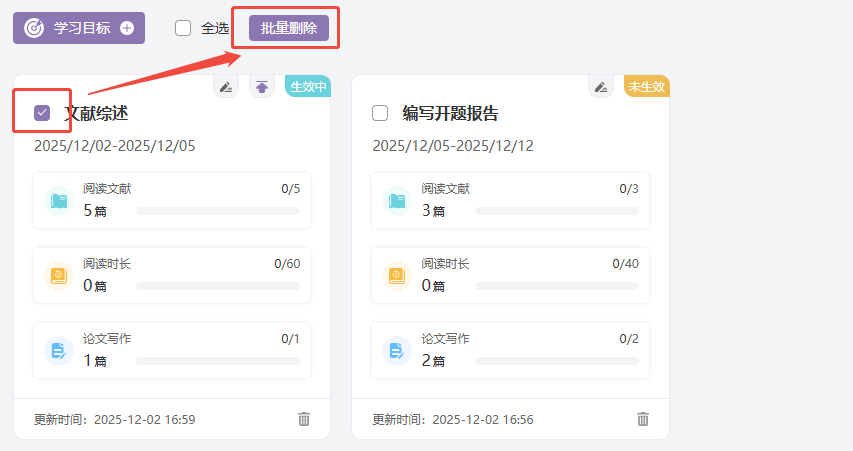 学习目标
全选
批量删除
生效中
文献综述
2025/12/02-2025/12/05
阅读文献
0/5
5篇
阅读时长
0/60
0篇
论文写作
0/1
1篇
更新时间：2025-12-02 16:59
未生效
编写开题报告
2025/12/05-2025/12/12
阅读文献
0/3
3篇
阅读时长
0/40
0篇
论文写作
0/2
2篇
更新时间：2025-12-02 16:56